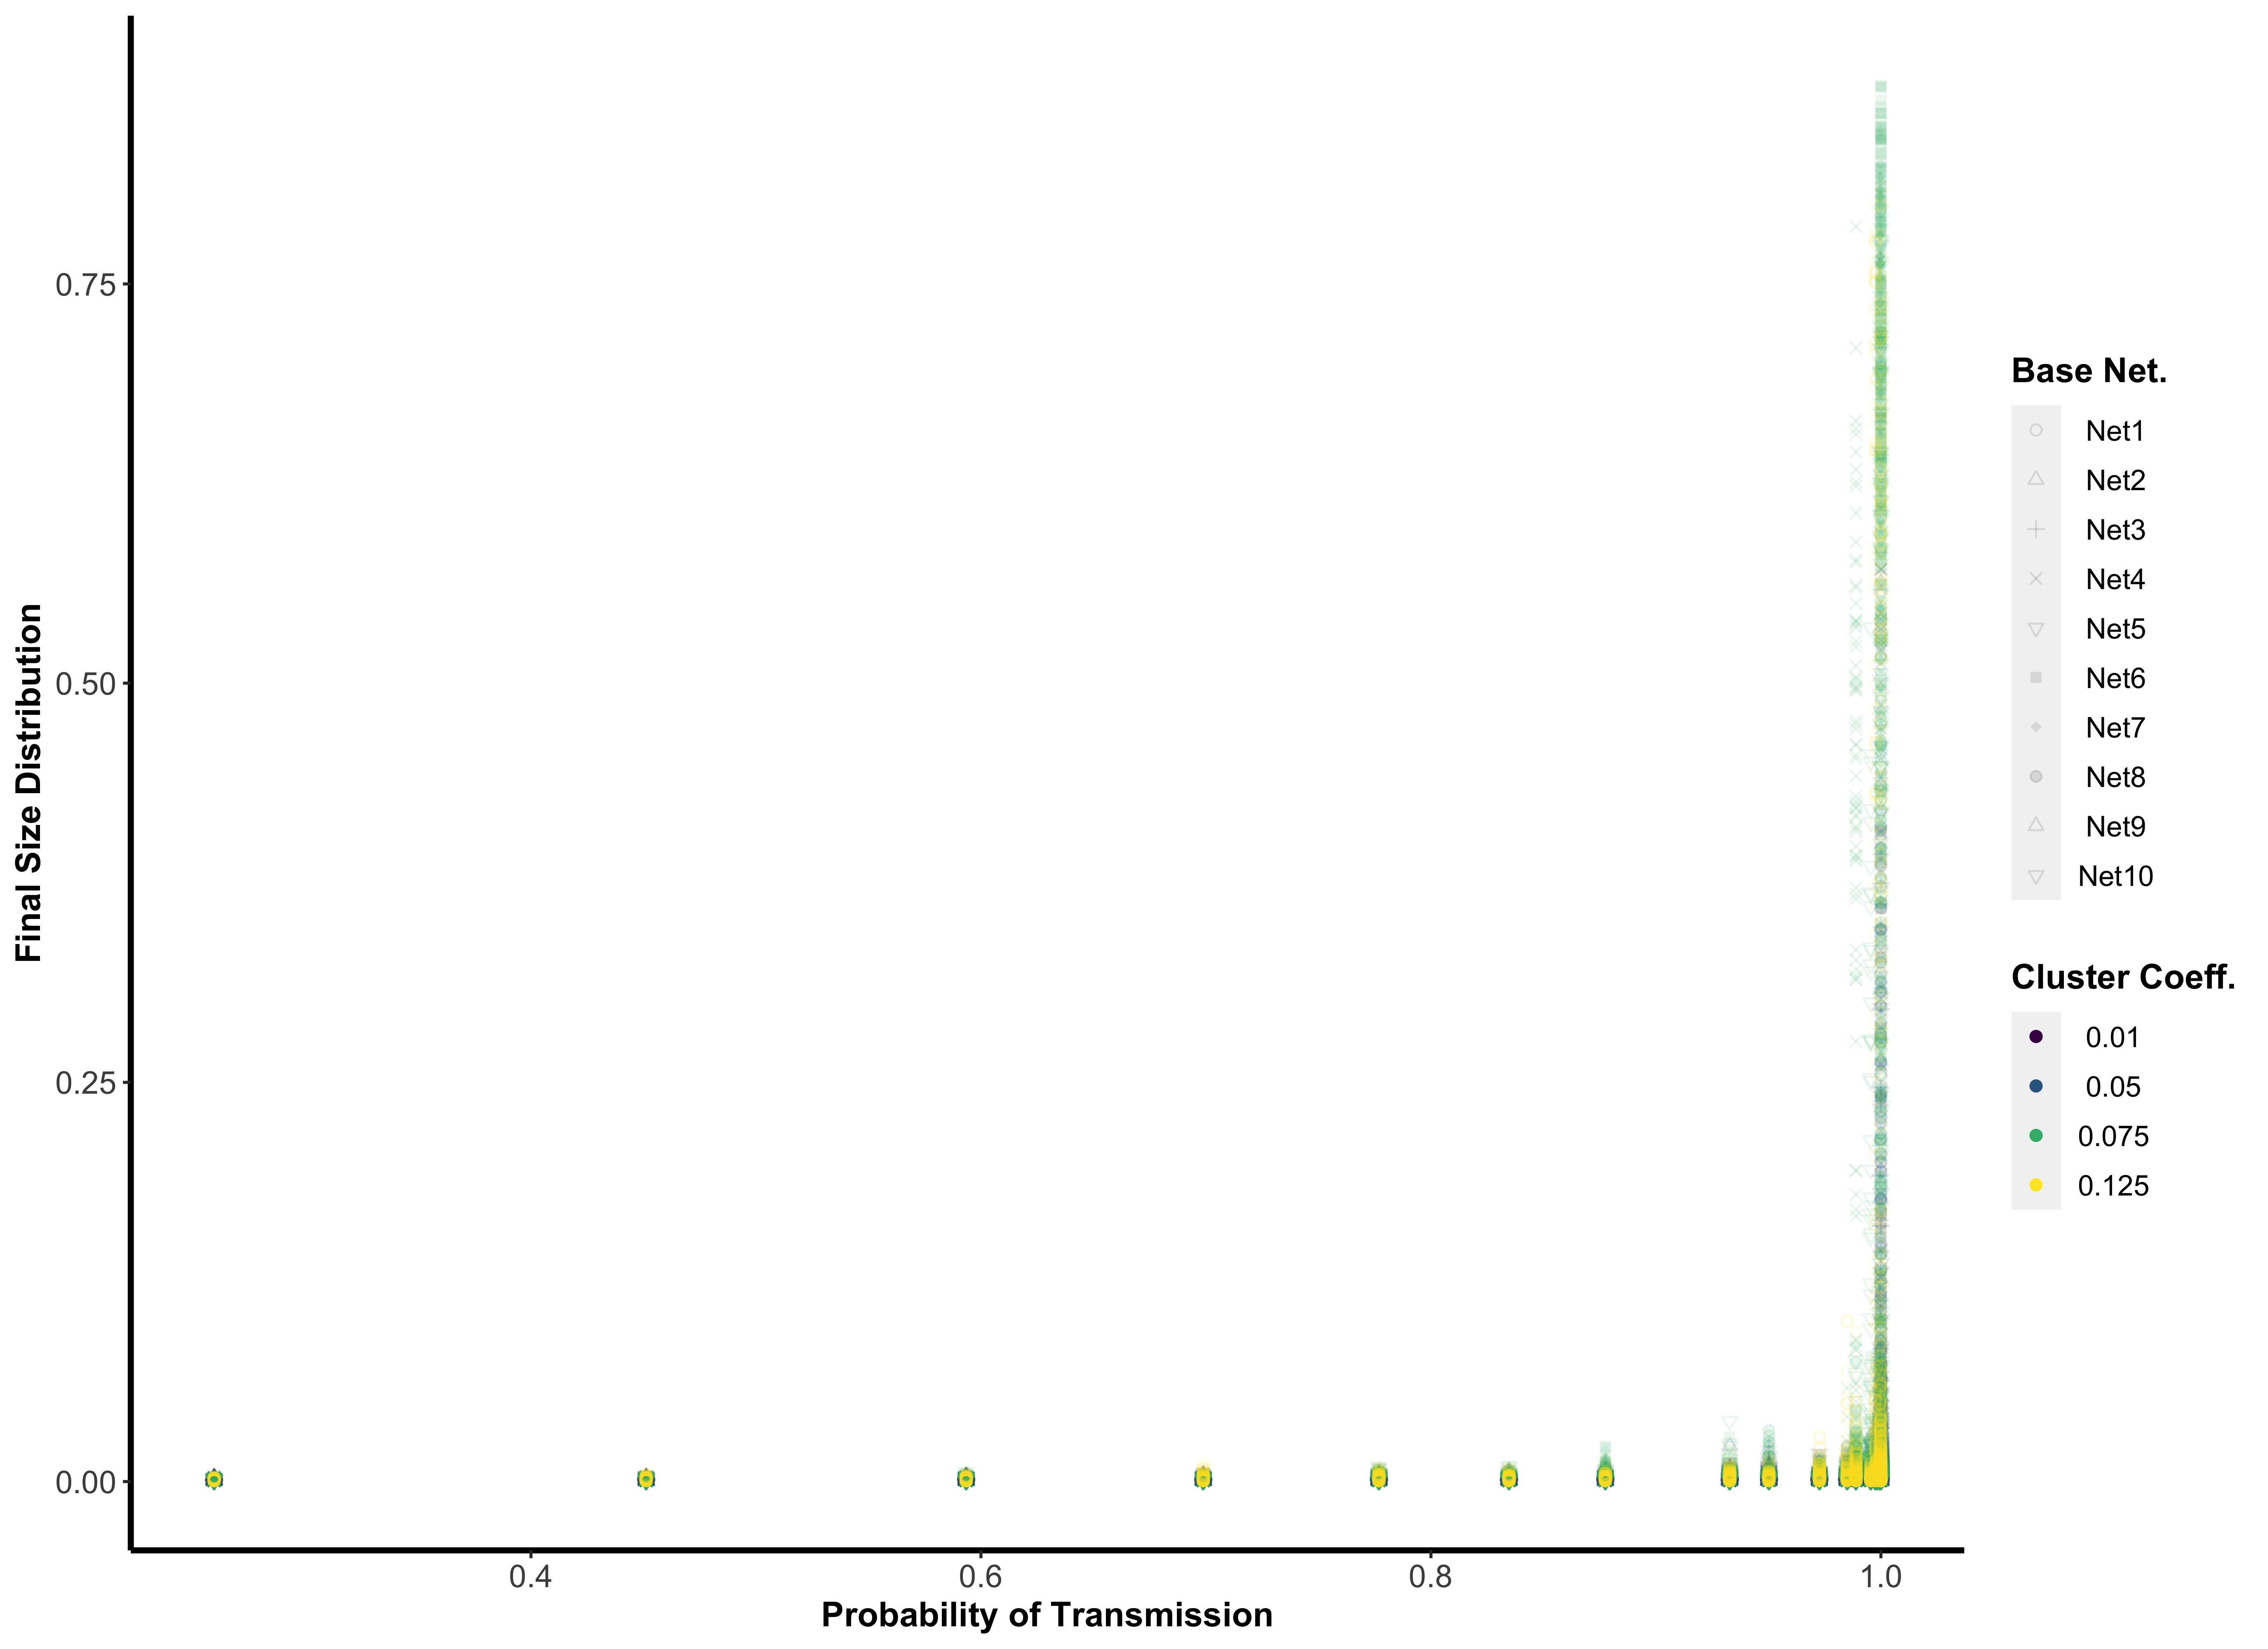 Final Size Distribution
0.75
0.50
0.25
0.00
0.4
0.6
0.8
1.0
Probability of Transmission
Base Net.
Net1
Net2
Net3
Net4
Net5
Net6
Net7
Net8
Net9
Net10
Cluster Coeff.
0.01
0.05
0.075
0.125